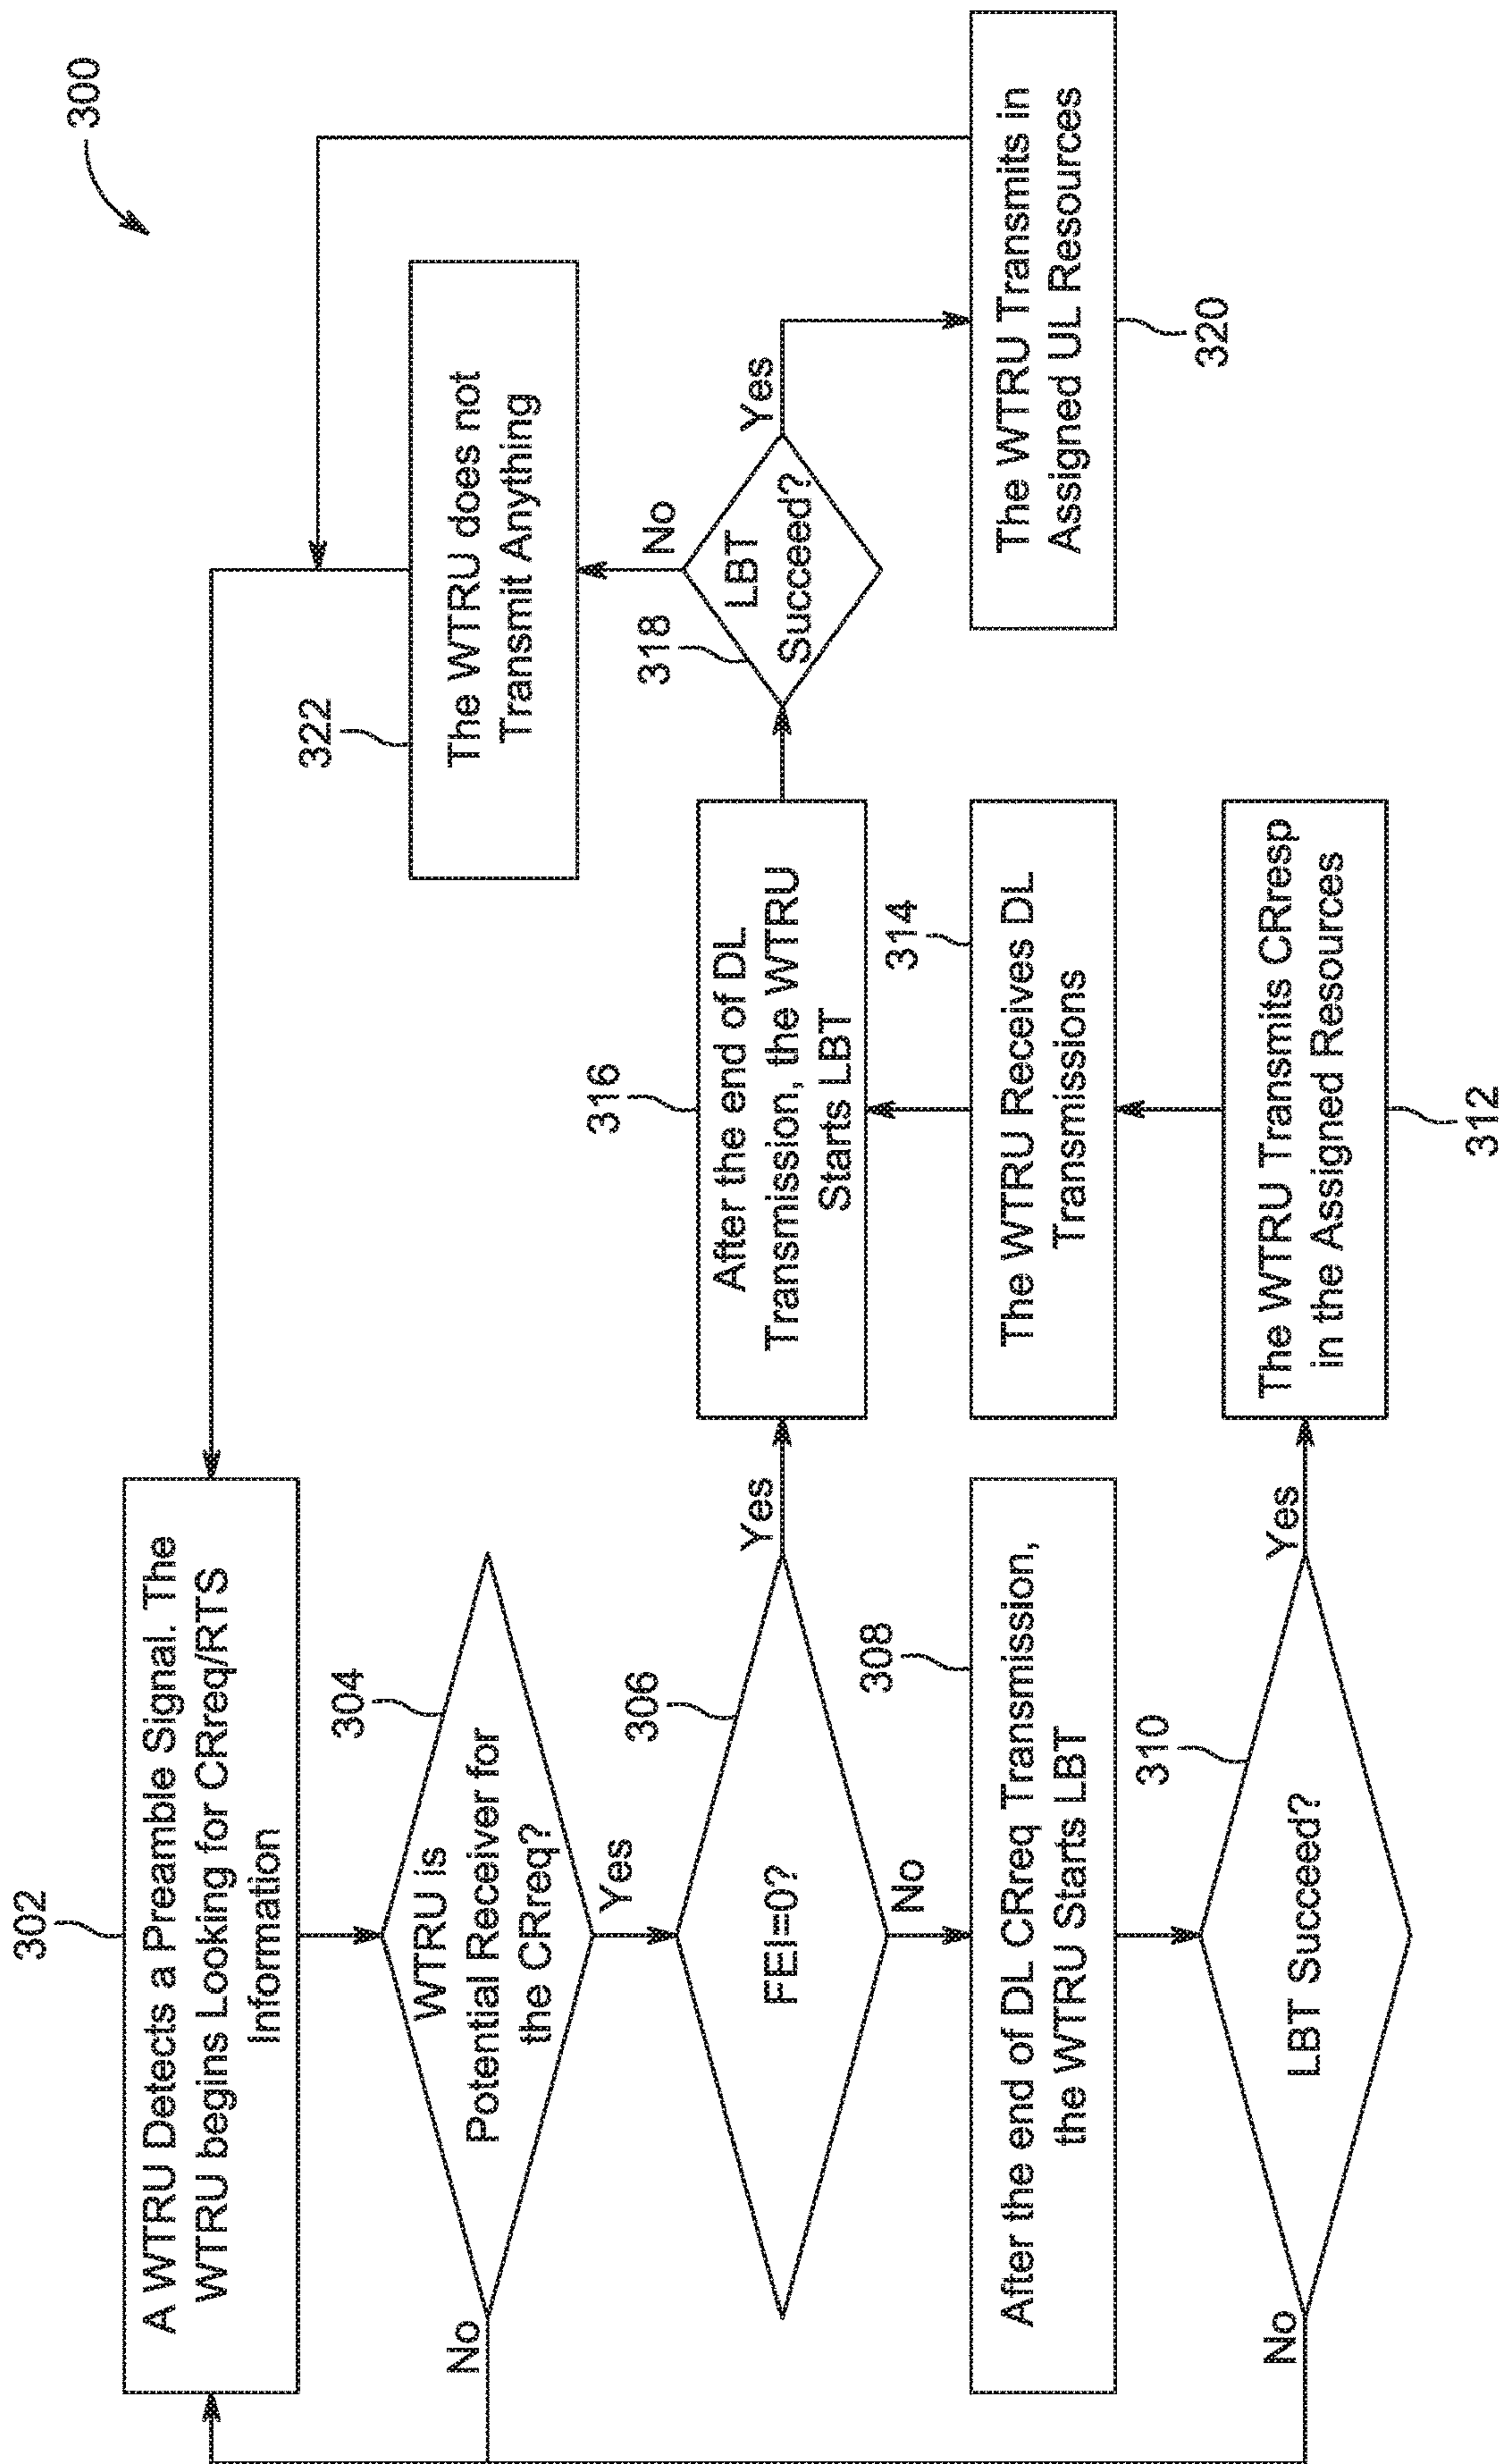 300
302
A WTRU Detects a Preamble Signal. The
WTRU begins Looking for CRreq/RTS
Information
304
WTRU is
Potential Receiver for
the CRreq?
No
Yes
306
FEI=0?
Yes
No
308
After the end of DL CRreq Transmission,
the WTRU Starts LBT
310
LBT Succeed?
No
Yes
312
The WTRU Transmits CRresp
in the Assigned Resources
314
The WTRU Receives DL
Transmissions
316
After the end of DL
Transmission, the WTRU
Starts LBT
318
LBT
Succeed?
No
Yes
322
The WTRU does not
Transmit Anything
The WTRU Transmits in
Assigned UL Resources
320